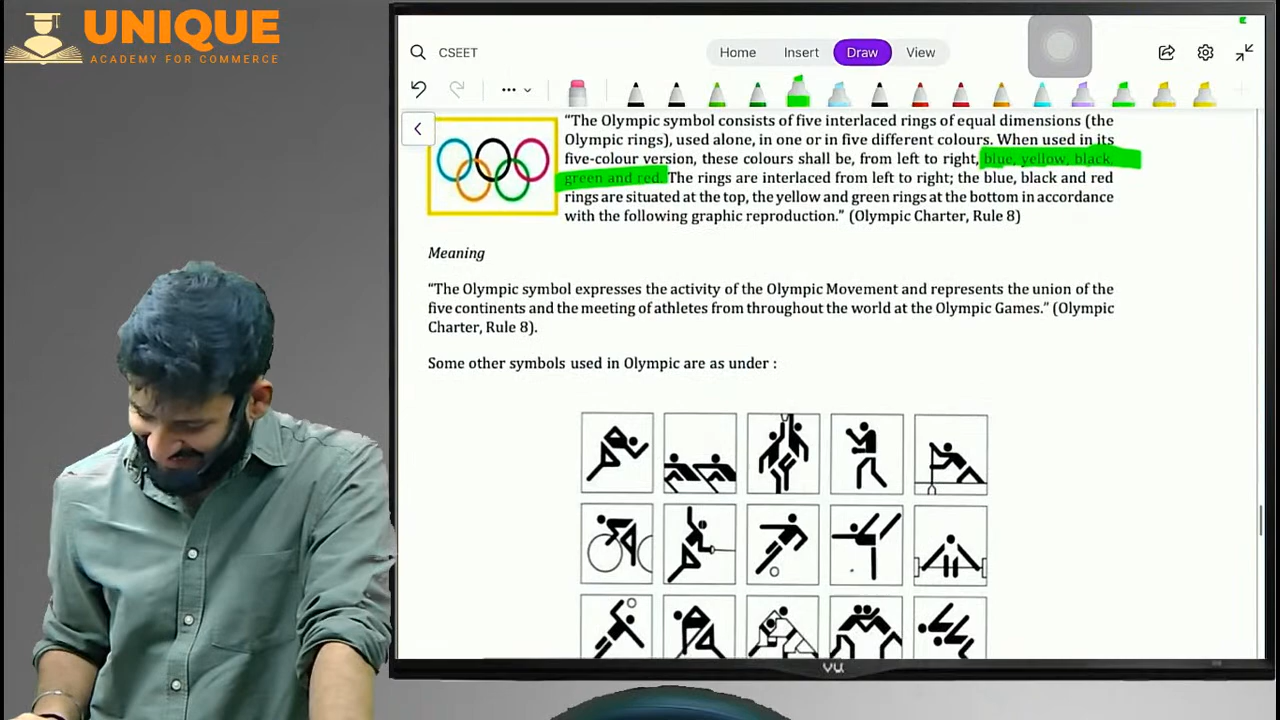 UNIQUE
ACADEMY FOR COMMERCE
CSEET
Home Insert Draw View
“The Olympic symbol consists of five interlaced rings of equal dimensions (the
Olympic rings), used alone, in one or in five different colours. When used in its
five-colour version, these colours shall be, from left to right, blue, yellow, black,
green and red. The rings are interlaced from left to right; the blue, black and red
rings are situated at the top, the yellow and green rings at the bottom in accordance
with the following graphic reproduction.” (Olympic Charter, Rule 8)
Meaning
“The Olympic symbol expresses the activity of the Olympic Movement and represents the union of the
five continents and the meeting of athletes from throughout the world at the Olympic Games.” (Olympic
Charter, Rule 8).
Some other symbols used in Olympic are as under :
VU